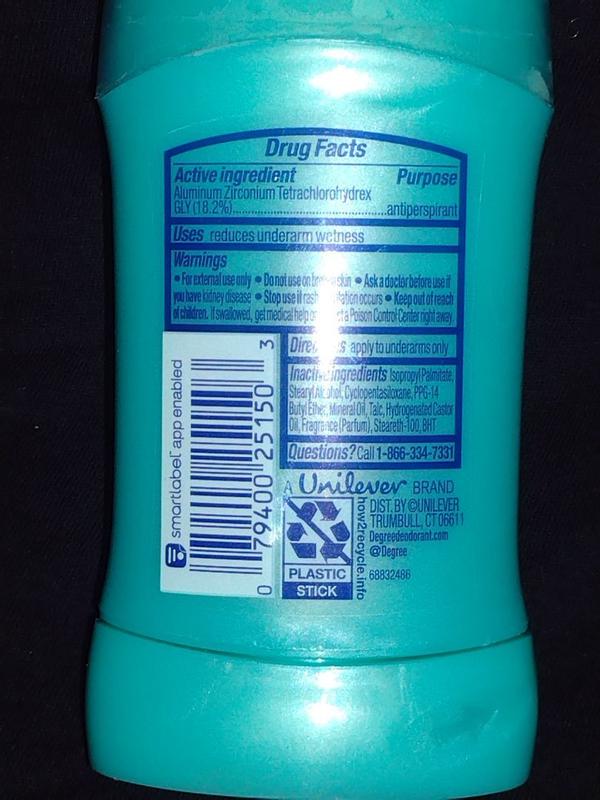 Drug Facts
Active ingredient Purpose
Aluminum Zirconium Tetrachlorohydrex
GLY (18.2%)..............................antiperspirant
Uses reduces underarm wetness
Warnings
• For external use only • Do not use on skin • Ask a doctor before use if
you have kidney disease • Stop use if rash occurs • Keep out of reach
of children. If swallowed, get medical help or a Poison Control Center right away.
apply to underarms only
ingredients Isopropyl Palmitate,
Stearyl Alcohol, Cyclopentasiloxane, PPG-14
Butyl Ether, Mineral Oil, Talc, Hydrogenated Castor
Oil, Fragrance (Parfum), Steareth-100, BHT
Questions? Call 1-866-334-7331
smartlabel app enabled
0 79400 25150 3
A Unilever BRAND
DIST. BY ©UNILEVER
TRUMBULL, CT 06611
Degreedeodorant.com
@Degree
68832486
how2recycle.info
PLASTIC
STICK